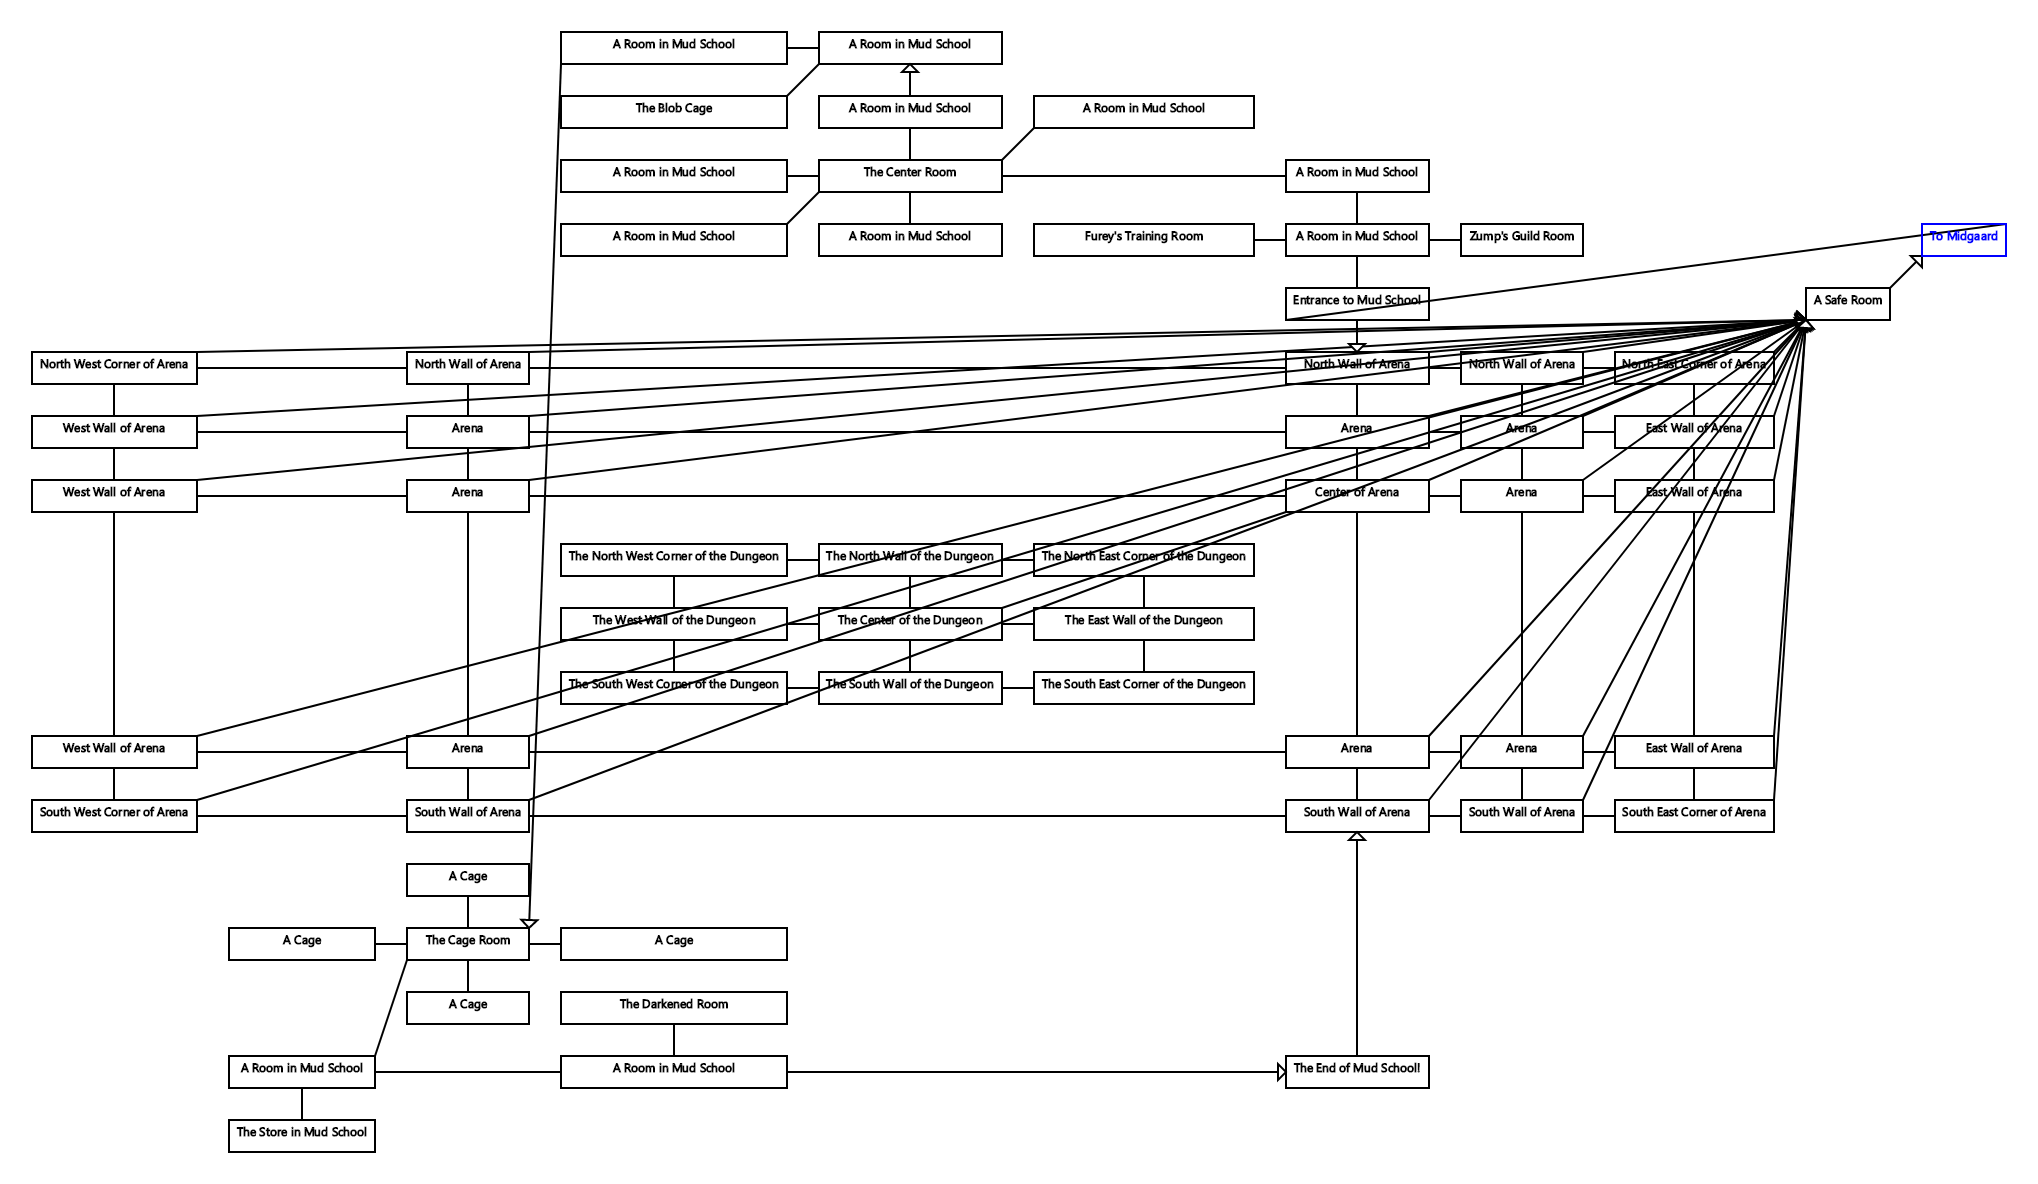 A Room in Mud School
A Room in Mud School
The Blob Cage
A Room in Mud School
A Room in Mud School
A Room in Mud School
The Center Room
A Room in Mud School
A Room in Mud School
A Room in Mud School
Furey's Training Room
A Room in Mud School
Zump's Guild Room
To Midgaard
Entrance to Mud School
A Safe Room
North West Corner of Arena
North Wall of Arena
North Wall of Arena
North Wall of Arena
North East Corner of Arena
West Wall of Arena
Arena
Arena
Arena
East Wall of Arena
West Wall of Arena
Arena
Center of Arena
Arena
East Wall of Arena
The North West Corner of the Dungeon
The North Wall of the Dungeon
The North East Corner of the Dungeon
The West Wall of the Dungeon
The Center of the Dungeon
The East Wall of the Dungeon
The South West Corner of the Dungeon
The South Wall of the Dungeon
The South East Corner of the Dungeon
West Wall of Arena
Arena
Arena
Arena
East Wall of Arena
South West Corner of Arena
South Wall of Arena
South Wall of Arena
South Wall of Arena
South East Corner of Arena
A Cage
A Cage
The Cage Room
A Cage
A Cage
The Darkened Room
A Room in Mud School
A Room in Mud School
The End of Mud School!
The Store in Mud School